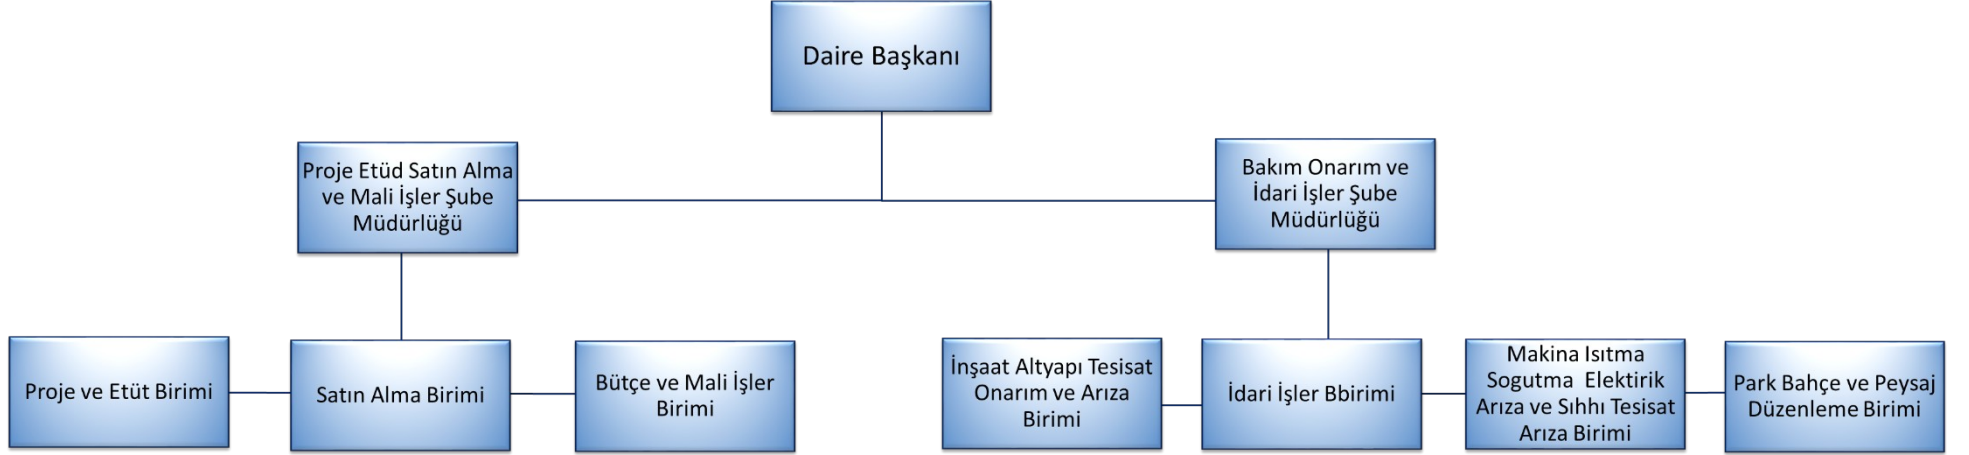 Daire Başkanı
Proje Etüd Satın Alma
ve Mali İşler Şube
Müdürlüğü
Bakım Onarım ve
İdari İşler Şube
Müdürlüğü
Proje ve Etüt Birimi
Satın Alma Birimi
Bütçe ve Mali İşler
Birimi
İnşaat Altyapı Tesisat
Onarım ve Arıza
Birimi
İdari İşler Bbirimi
Makina Isıtma
Sogutma  Elektirik
Arıza ve Sıhhı Tesisat
Arıza Birimi
Park Bahçe ve Peysaj
Düzenleme Birimi